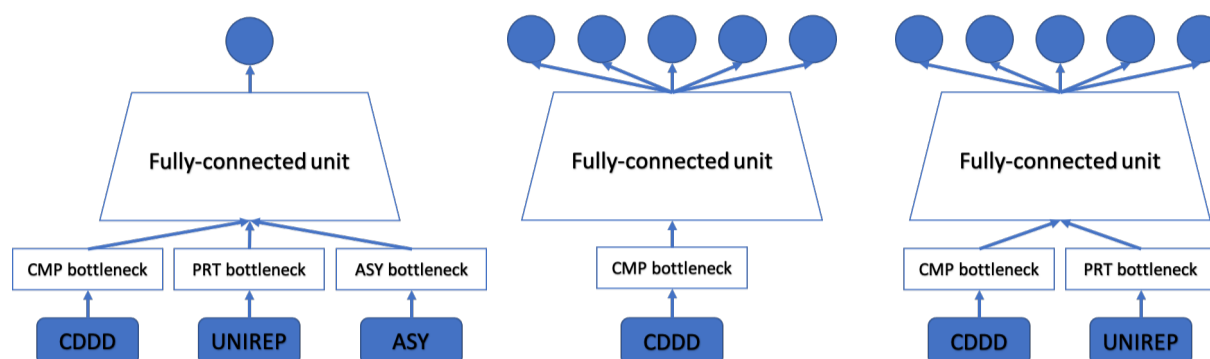 Fully-connected unit
CMP bottleneck PRT bottleneck ASY bottleneck
CDDD UNIREP ASY
Fully-connected unit
CMP bottleneck
CDDD
Fully-connected unit
CMP bottleneck PRT bottleneck
CDDD UNIREP